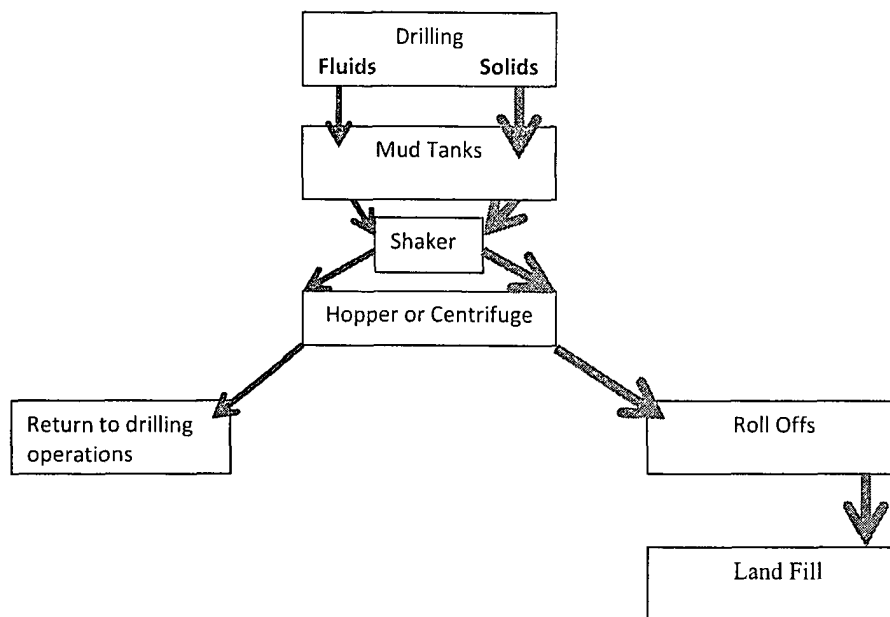 Drilling
Fluids Solids
Mud Tanks
Shaker
Hopper or Centrifuge
Return to drilling
operations
Roll Offs
Land Fill